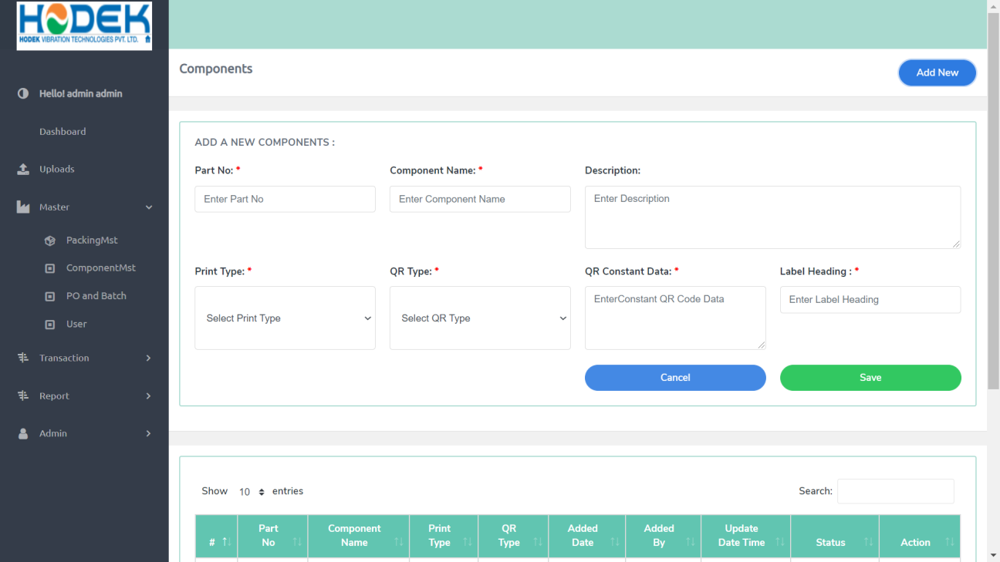 HODEK
HODEK VIBRATION TECHNOLOGIES PVT. LTD.
Hello! admin admin
Dashboard
Uploads
Master
PackingMst
ComponentMst
PO and Batch
User
Transaction
Report
Admin
Components
Add New
ADD A NEW COMPONENTS :
Part No: *
Component Name: *
Description:
Enter Part No
Enter Component Name
Enter Description
Print Type: *
QR Type: *
QR Constant Data: *
Label Heading : *
Select Print Type
Select QR Type
EnterConstant QR Code Data
Enter Label Heading
Cancel
Save
Show 10 entries
Search:
#
Part No
Component Name
Print Type
QR Type
Added Date
Added By
Update Date Time
Status
Action